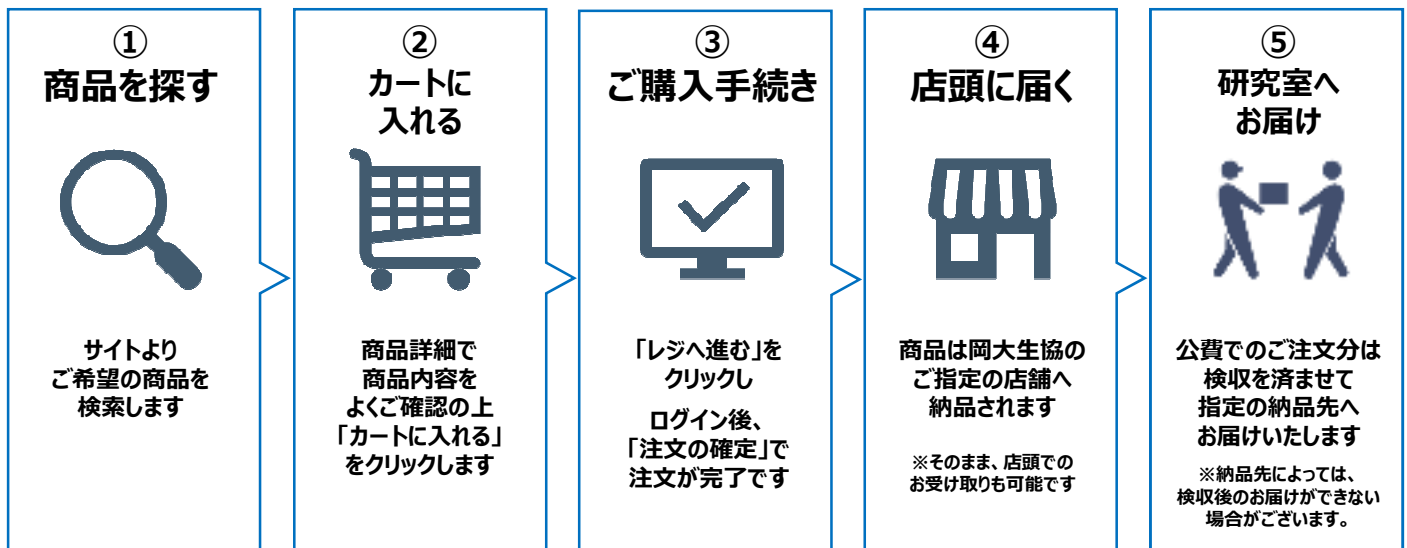 ①
商品を探す
サイトより
ご希望の商品を
検索します
②
カートに
入れる
商品詳細で
商品内容を
よくご確認の上
「カートに入れる」
をクリックします
③
ご購入手続き
「レジへ進む」を
クリックし
ログイン後、
「注文の確定」で
注文が完了です
④
店頭に届く
商品は岡大生協の
ご指定の店舗へ
納品されます
※そのまま、店頭での
お受け取りも可能です
⑤
研究室へ
お届け
公費でのご注文分は
検収を済ませて
指定の納品先へ
お届けいたします
※納品先によっては、
検収後のお届けができない
場合がございます。